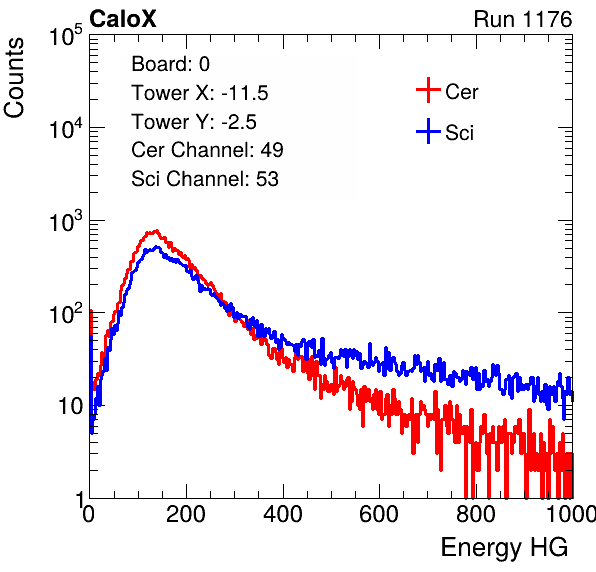 CaloX Run 1176
Counts
10^5
10^4
10^3
10^2
10
1
Board: 0
Tower X: -11.5
Tower Y: -2.5
Cer Channel: 49
Sci Channel: 53
Cer
Sci
0 200 400 600 800 1000
Energy HG